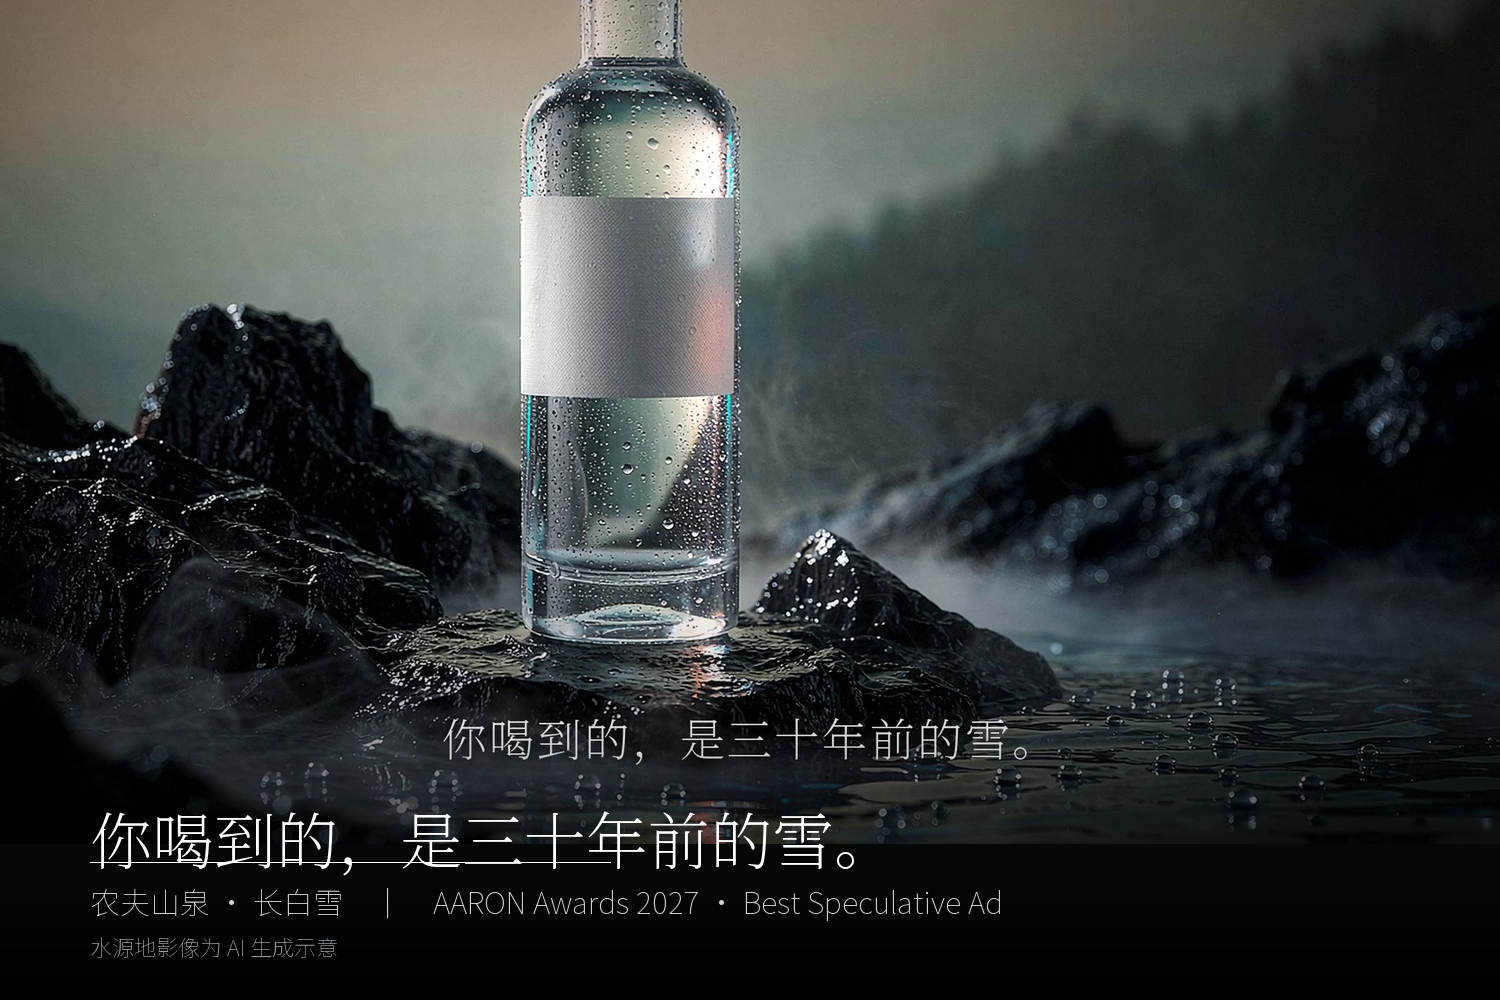 你喝到的，是三十年前的雪。
你喝到的，是三十年前的雪。
农夫山泉 · 长白雪 | AARON Awards 2027 · Best Speculative Ad
水源地影像为 AI 生成示意